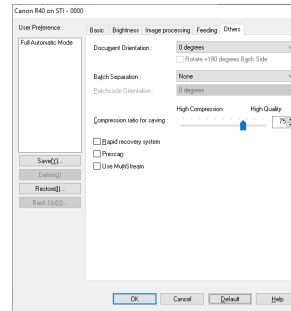 Canon R40 on STI - 0000
User Preference :
Full Automatic Mode
Save(Y)...
Delete(J)
Restore(I)...
Basic Brightness Image processing Feeding Others
Document Orientation : 0 degrees
Rotate +180 degrees Back Side
Batch Separation : None
Patchcode Orientation : 0 degrees
High Compression High Quality
Compression ratio for saving : 75
Rapid recovery system
Prescan
Use MultiStream
OK Cancel Default Help